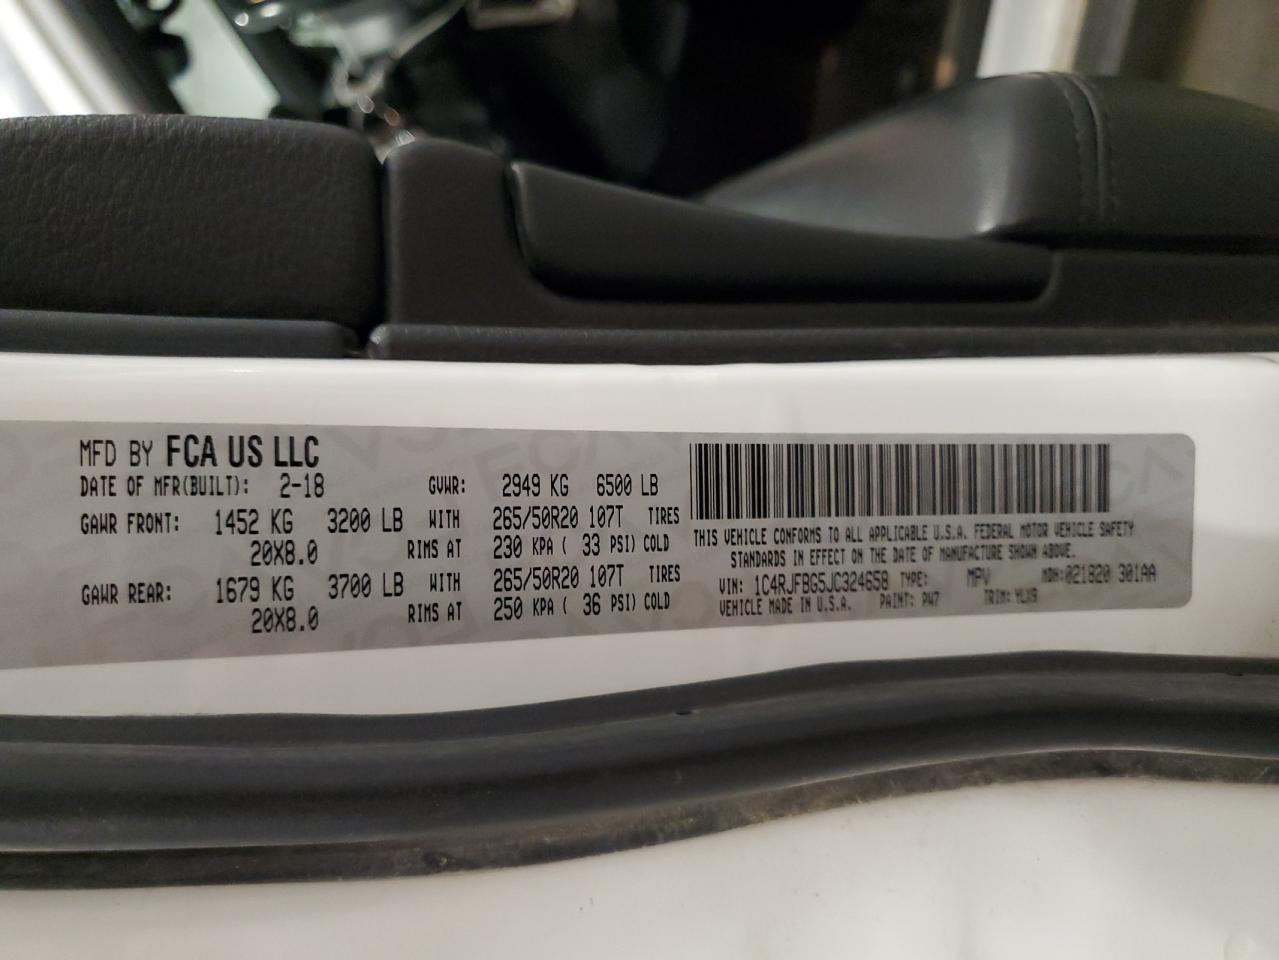 MFD BY FCA US LLC
DATE OF MFR(BUILT): 2-18 GVWR: 2949 KG 6500 LB
GAWR FRONT: 1452 KG 3200 LB WITH 265/50R20 107T TIRES
20X8.0 RIMS AT 230 KPA ( 33 PSI) COLD
GAWR REAR: 1679 KG 3700 LB WITH 265/50R20 107T TIRES
20X8.0 RIMS AT 250 KPA ( 36 PSI) COLD
THIS VEHICLE CONFORMS TO ALL APPLICABLE U.S.A. FEDERAL MOTOR VEHICLE SAFETY
STANDARDS IN EFFECT ON THE DATE OF MANUFACTURE SHOWN ABOVE.
VIN: 1C4RJFBG5JC324658 TYPE: MPV MDH:021820 301AA
VEHICLE MADE IN U.S.A. PAINT: PW7 TRIM: